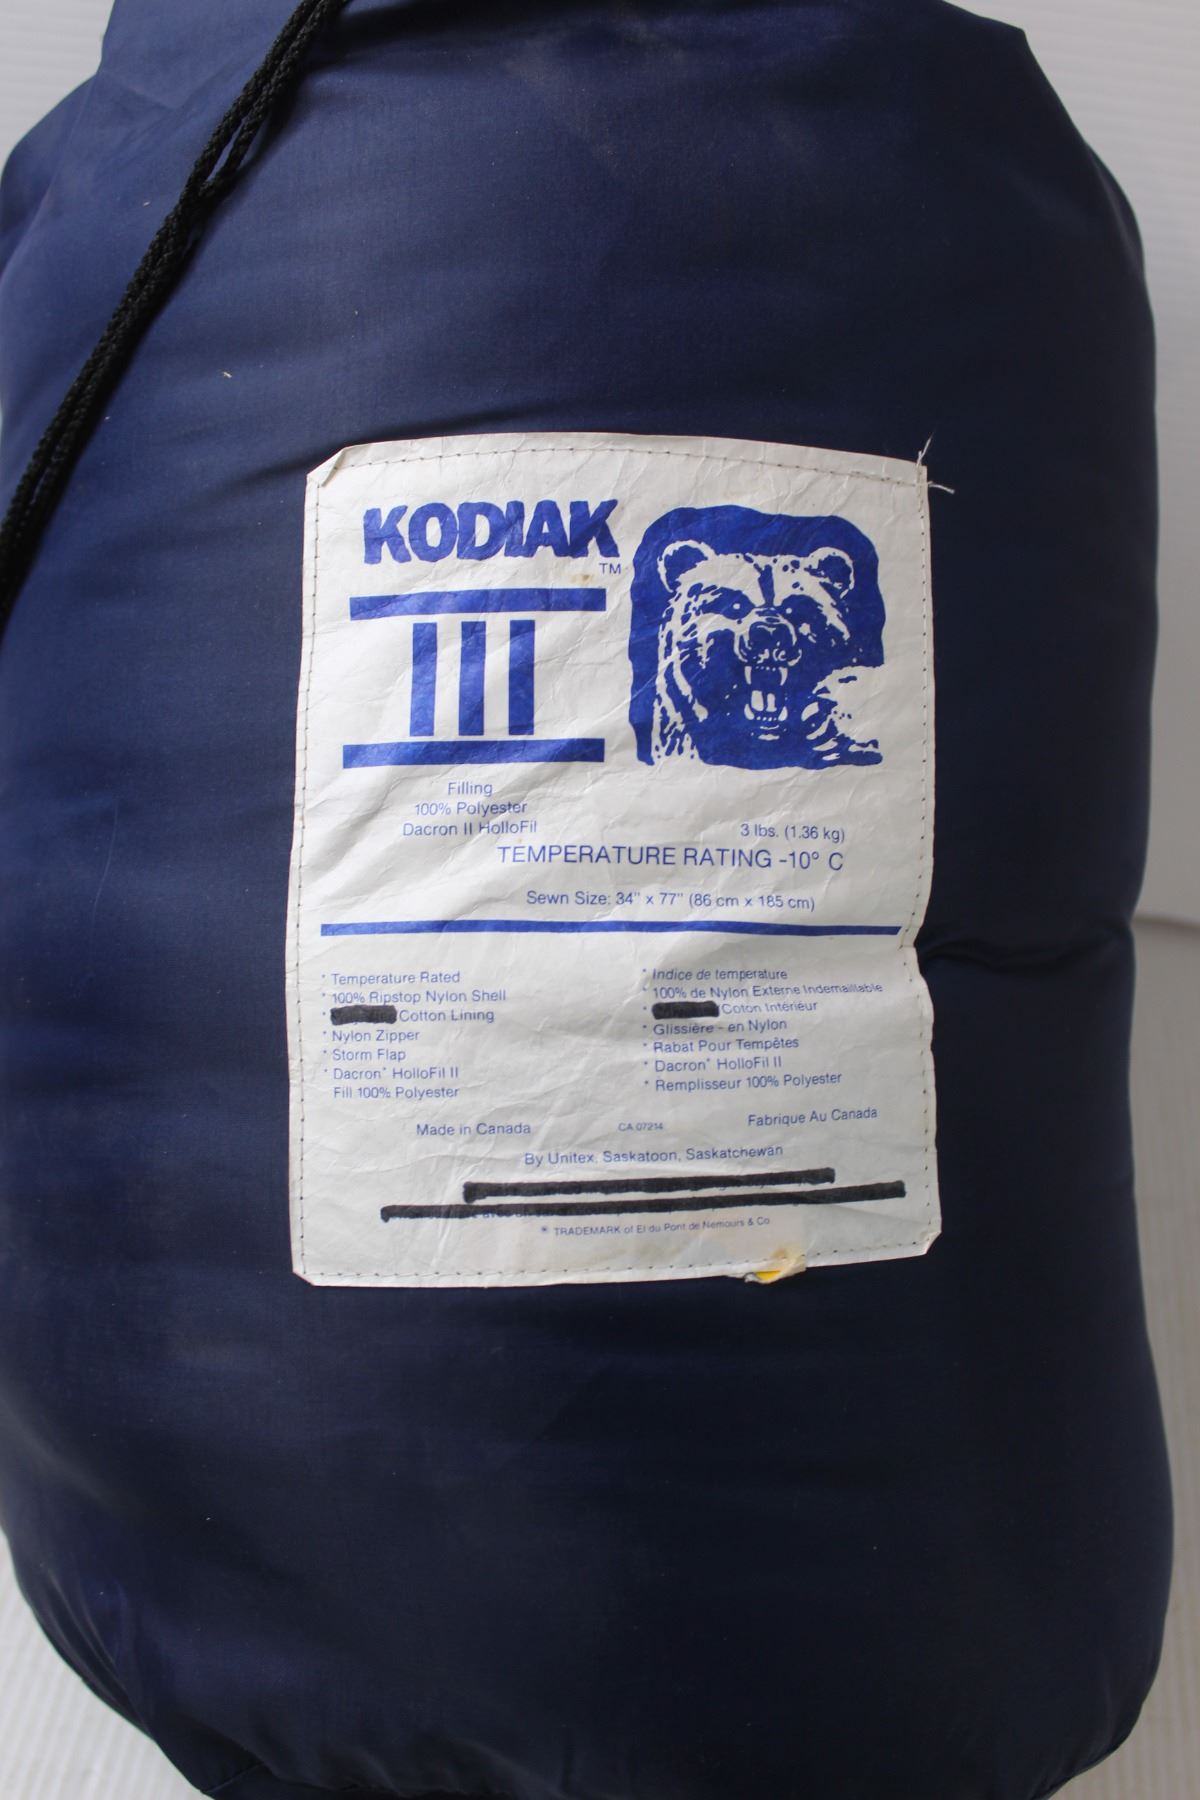 KODIAK
TM
III
Filling
100% Polyester
Dacron II HolloFil
3 lbs. (1.36 kg)
TEMPERATURE RATING -10° C
Sewn Size: 34" x 77" (86 cm x 185 cm)
* Temperature Rated
* 100% Ripstop Nylon Shell
* /Cotton Lining
* Nylon Zipper
* Storm Flap
* Dacron* HolloFil II
Fill 100% Polyester
* Indice de temperature
* 100% de Nylon Externe Indemaillable
* /Coton Intérieur
* Glissière - en Nylon
* Rabat Pour Tempêtes
* Dacron* HolloFil II
* Remplisseur 100% Polyester
Made in Canada
CA 07214
Fabrique Au Canada
By Unitex, Saskatoon, Saskatchewan
* TRADEMARK of EI du Pont de Nemours & Co